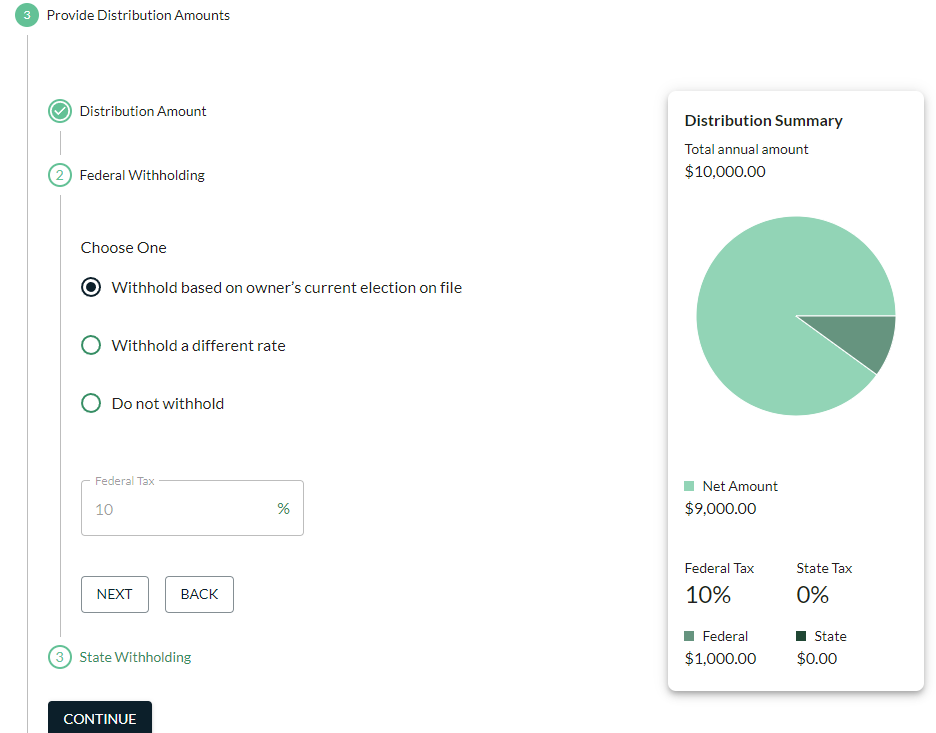 3 Provide Distribution Amounts
Distribution Amount
2 Federal Withholding
Choose One
Withhold based on owner’s current election on file
Withhold a different rate
Do not withhold
Federal Tax
10 %
NEXT BACK
3 State Withholding
CONTINUE
Distribution Summary
Total annual amount
$10,000.00
Net Amount
$9,000.00
Federal Tax State Tax
10% 0%
Federal State
$1,000.00 $0.00